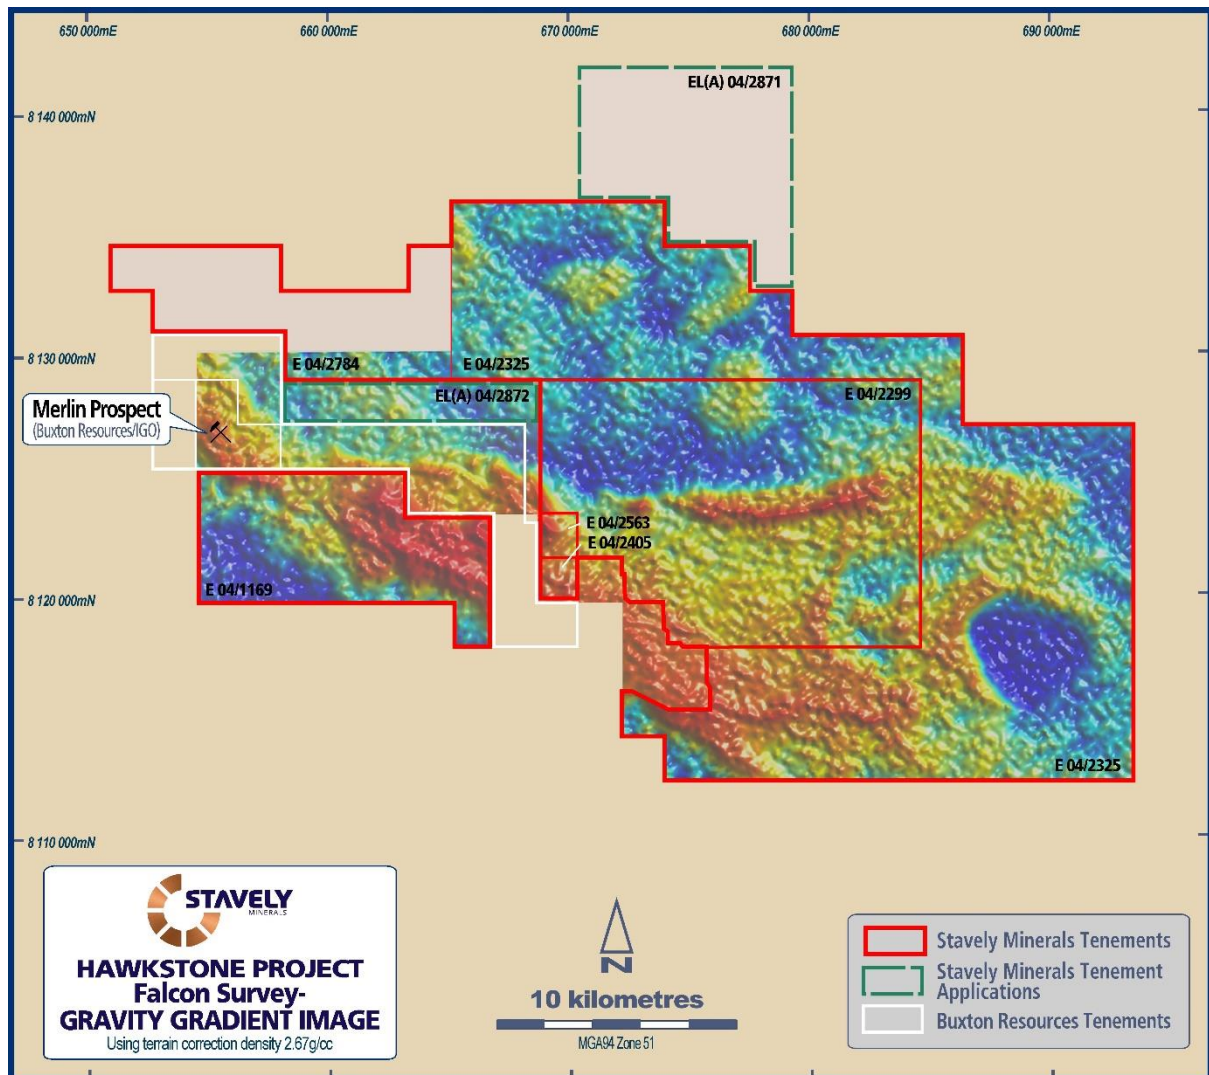 650 000mE
660 000mE
670 000mE
680 000mE
690 000mE
EL(A) 04/2871
8 140 000mN
8 130 000mN
E 04/2784
E 04/2325
EL(A) 04/2872
E 04/2299
Merlin Prospect
(Buxton Resources/IGO)
E 04/2563
E 04/2405
E 04/1169
8 120 000mN
E 04/2325
8 110 000mN
STAVELY
MINERALS
HAWKSTONE PROJECT
Falcon Survey-
GRAVITY GRADIENT IMAGE
Using terrain correction density 2.67g/cc
N
10 kilometres
MGA94 Zone 51
Stavely Minerals Tenements
Stavely Minerals Tenement
Applications
Buxton Resources Tenements